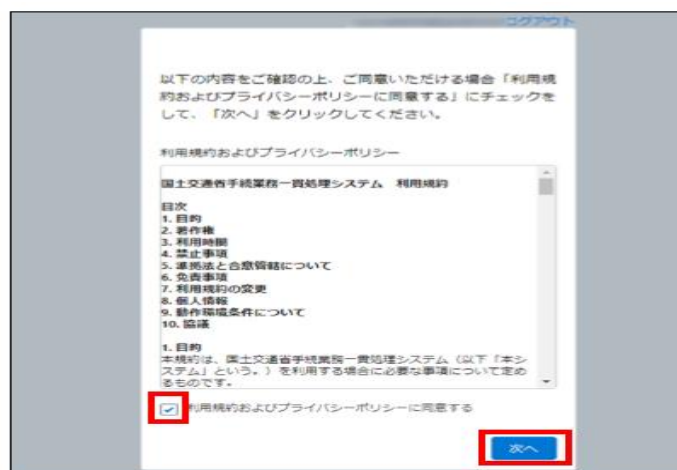 ログアウト
以下の内容をご確認の上、ご同意いただける場合「利用規
約およびプライバシーポリシーに同意する」にチェックを
して、「次へ」をクリックしてください。
利用規約およびプライバシーポリシー
国土交通省手続業務一貫処理システム 利用規約
目次
1. 目的
2. 著作権
3. 利用時間
4. 禁止事項
5. 準拠法と合意管轄について
6. 免責事項
7. 利用規約の変更
8. 個人情報
9. 動作環境条件について
10. 協議
1. 目的
本規約は、国土交通省手続業務一貫処理システム（以下「本シ
ステム」という。）を利用する場合に必要な事項について定め
るものです。
利用規約およびプライバシーポリシーに同意する
次へ